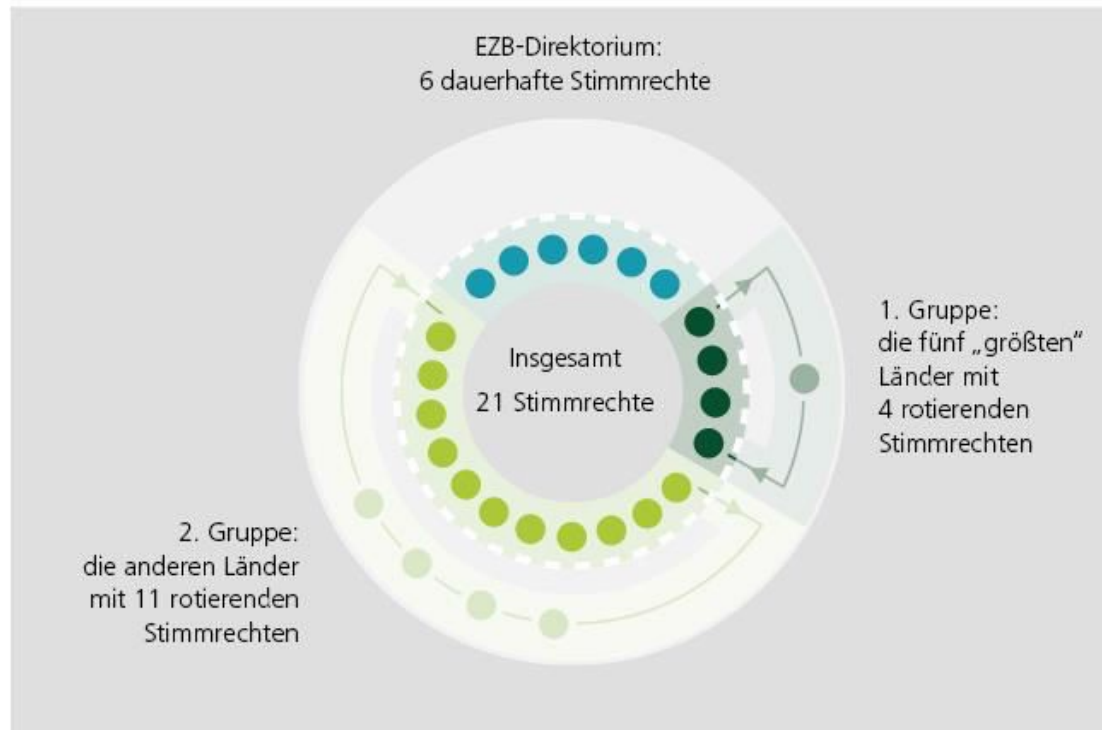 EZB-Direktorium:
6 dauerhafte Stimmrechte
Insgesamt
21 Stimmrechte
1. Gruppe:
die fünf „größten“
Länder mit
4 rotierenden
Stimmrechten
2. Gruppe:
die anderen Länder
mit 11 rotierenden
Stimmrechten